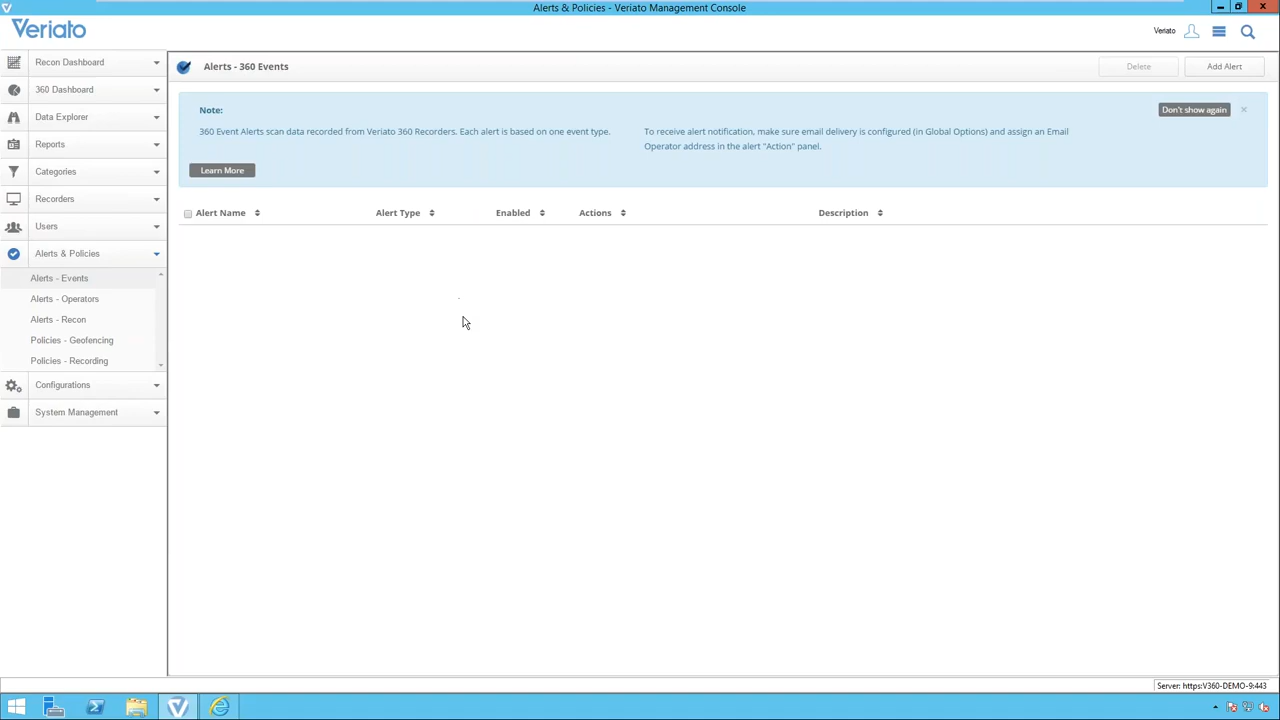 Alerts & Policies - Veriato Management Console
Veriato
Veriato
Recon Dashboard
360 Dashboard
Data Explorer
Reports
Categories
Recorders
Users
Alerts & Policies
Alerts - Events
Alerts - Operators
Alerts - Recon
Policies - Geofencing
Policies - Recording
Configurations
System Management
Alerts - 360 Events
Delete
Add Alert
Note:
Don't show again
360 Event Alerts scan data recorded from Veriato 360 Recorders. Each alert is based on one event type.
To receive alert notification, make sure email delivery is configured (in Global Options) and assign an Email
Operator address in the alert "Action" panel.
Learn More
Alert Name
Alert Type
Enabled
Actions
Description
Server: https:V360-DEMO-9:443